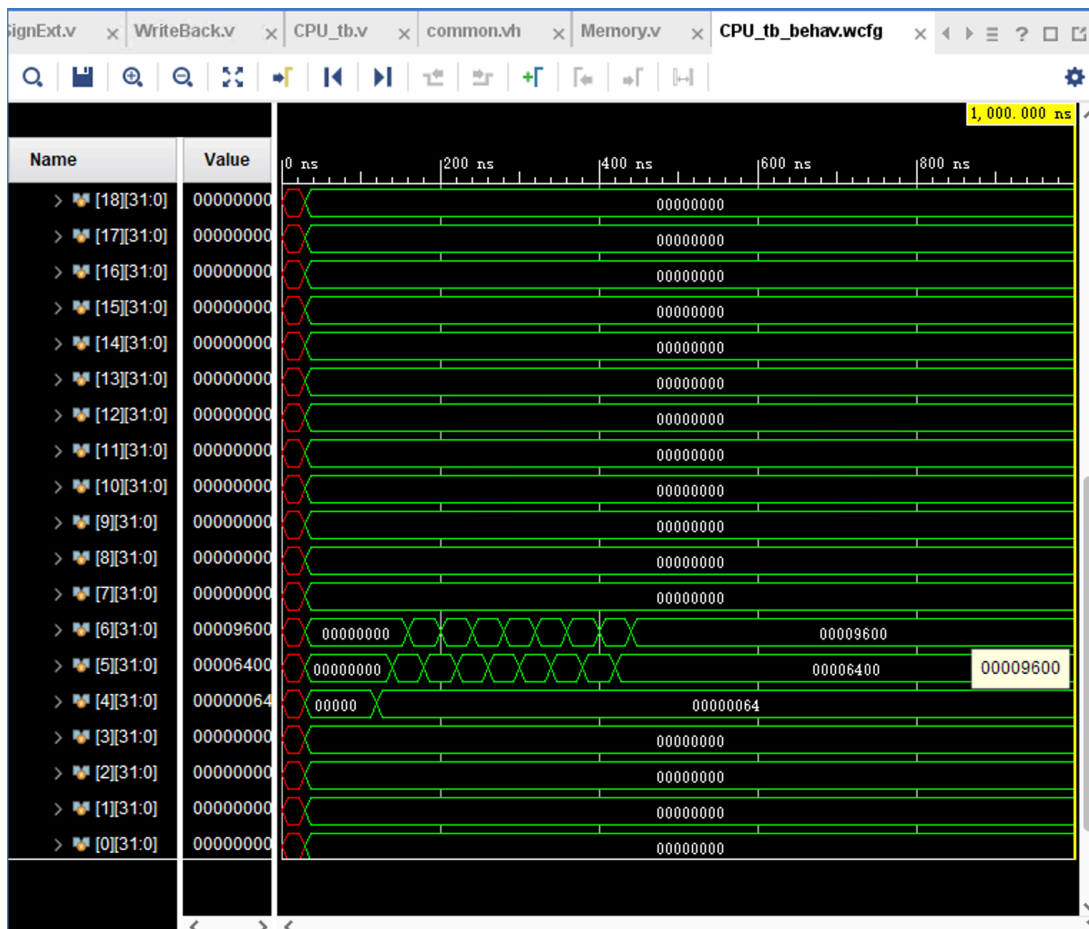 SignExt.v WriteBack.v CPU_tb.v common.vh Memory.v CPU_tb_behav.wcfg
1,000.000 ns
Name Value 0 ns 200 ns 400 ns 600 ns 800 ns
[18][31:0] 00000000 00000000
[17][31:0] 00000000 00000000
[16][31:0] 00000000 00000000
[15][31:0] 00000000 00000000
[14][31:0] 00000000 00000000
[13][31:0] 00000000 00000000
[12][31:0] 00000000 00000000
[11][31:0] 00000000 00000000
[10][31:0] 00000000 00000000
[9][31:0] 00000000 00000000
[8][31:0] 00000000 00000000
[7][31:0] 00000000 00000000
[6][31:0] 00009600 00000000 00009600
[5][31:0] 00006400 00000000 00006400 00009600
[4][31:0] 00000064 00000 00000064
[3][31:0] 00000000 00000000
[2][31:0] 00000000 00000000
[1][31:0] 00000000 00000000
[0][31:0] 00000000 00000000